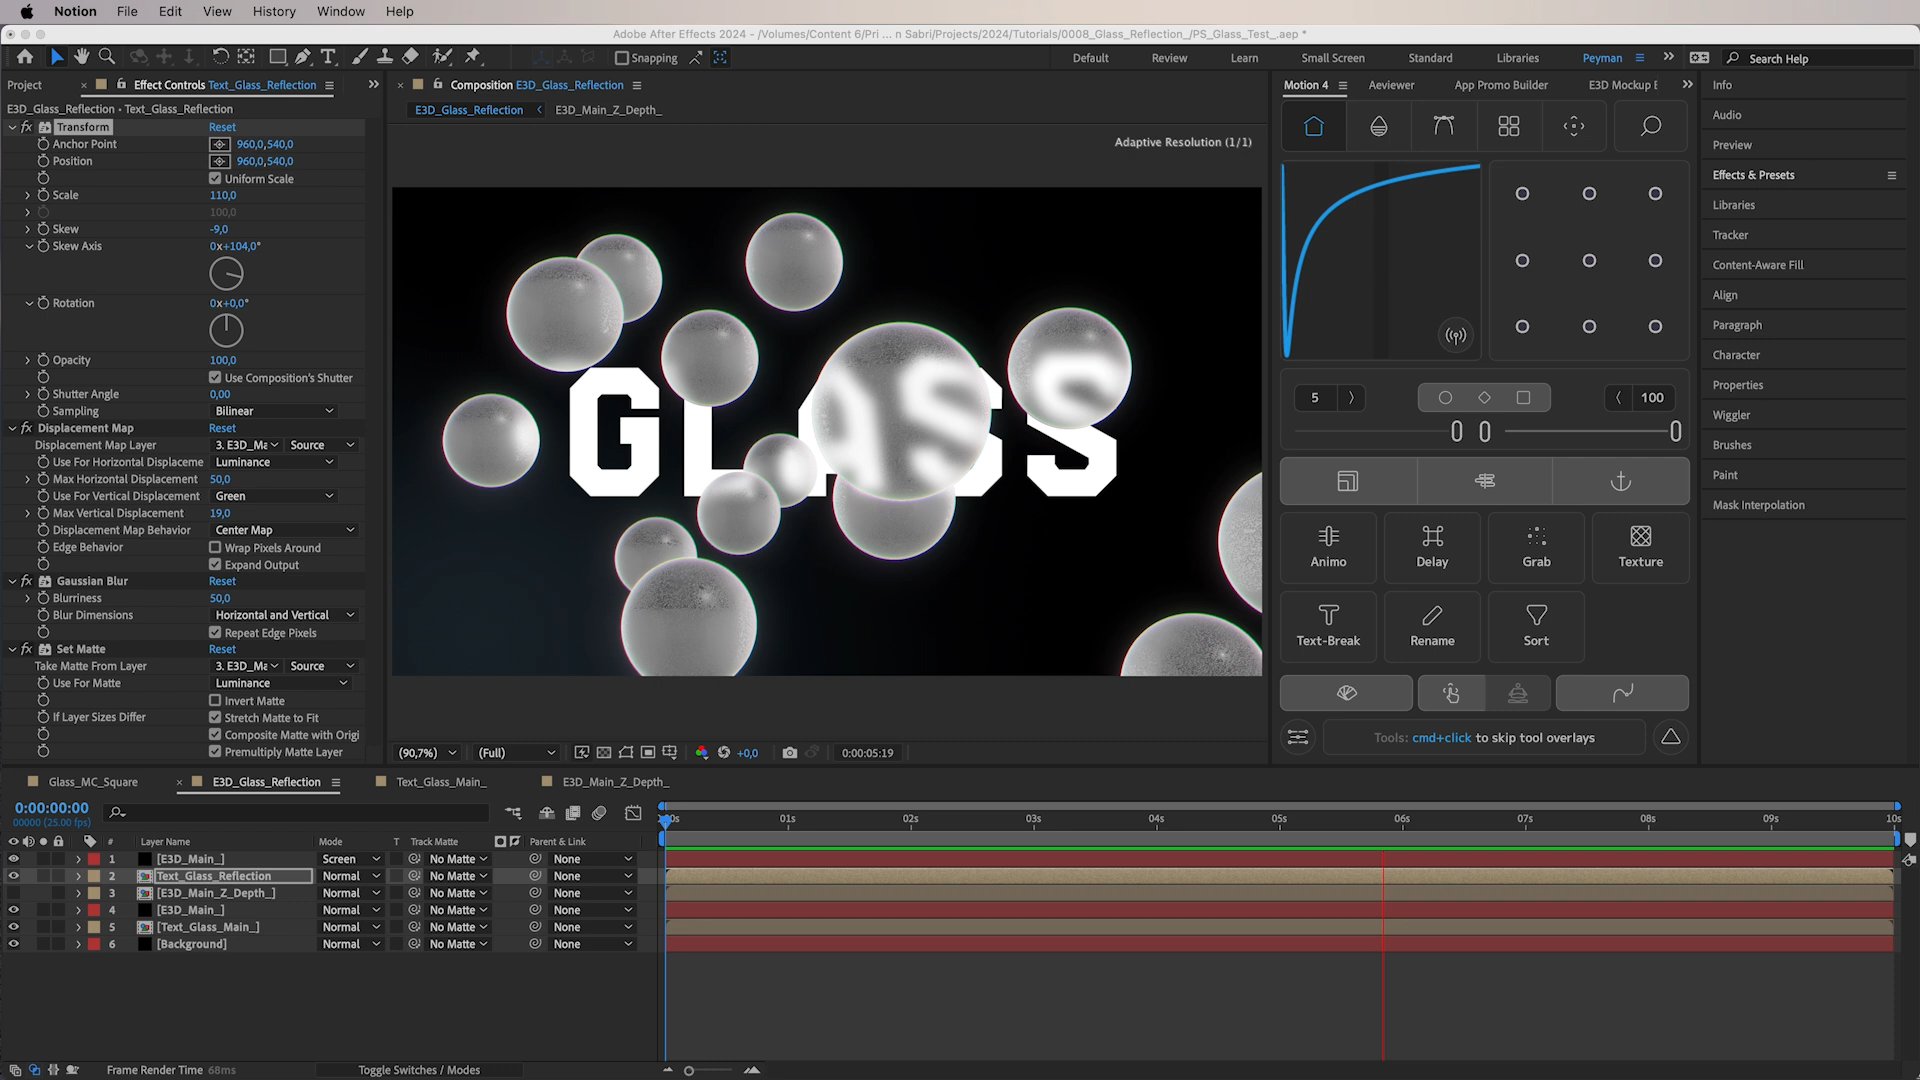 Notion File Edit View History Window Help
Adobe After Effects 2024 - /Volumes/Content 6/Pri ... n Sabri/Projects/2024/Tutorials/0008_Glass_Reflection_/PS_Glass_Test_.aep *
Snapping Default Review Learn Small Screen Standard Libraries Peyman Search Help
Project Effect Controls Text_Glass_Reflection
E3D_Glass_Reflection • Text_Glass_Reflection
fx Transform Reset
Anchor Point 960,0,540,0
Position 960,0,540,0
Uniform Scale
Scale 110,0
100,0
Skew -9,0
Skew Axis 0x+104,0°
Rotation 0x+0,0°
Opacity 100,0
Use Composition's Shutter
Shutter Angle 0,00
Sampling Bilinear
fx Displacement Map Reset
Displacement Map Layer 3. E3D_Ma Source
Use For Horizontal Displaceme Luminance
Max Horizontal Displacement 50,0
Use For Vertical Displacement Green
Max Vertical Displacement 19,0
Displacement Map Behavior Center Map
Edge Behavior Wrap Pixels Around
Expand Output
fx Gaussian Blur Reset
Blurriness 50,0
Blur Dimensions Horizontal and Vertical
Repeat Edge Pixels
fx Set Matte Reset
Take Matte From Layer 3. E3D_Ma Source
Use For Matte Luminance
Invert Matte
If Layer Sizes Differ Stretch Matte to Fit
Composite Matte with Origi
Premultiply Matte Layer
Composition E3D_Glass_Reflection
E3D_Glass_Reflection E3D_Main_Z_Depth_
Adaptive Resolution (1/1)
GLASS
(90,7%) (Full) +0,0 0:00:05:19
Motion 4 Aeviewer App Promo Builder E3D Mockup E
5 100
Animo Delay Grab Texture
Text-Break Rename Sort
Tools: cmd+click to skip tool overlays
Info
Audio
Preview
Effects & Presets
Libraries
Tracker
Content-Aware Fill
Align
Paragraph
Character
Properties
Wiggler
Brushes
Paint
Mask Interpolation
Glass_MC_Square E3D_Glass_Reflection Text_Glass_Main_ E3D_Main_Z_Depth_
0:00:00:00
00000 (25.00 fps)
:00s 01s 02s 03s 04s 05s 06s 07s 08s 09s 10s
# Layer Name Mode T Track Matte Parent & Link
1 [E3D_Main_] Screen No Matte None
2 Text_Glass_Reflection Normal No Matte None
3 [E3D_Main_Z_Depth_] Normal No Matte None
4 [E3D_Main_] Normal No Matte None
5 [Text_Glass_Main_] Normal No Matte None
6 [Background] Normal No Matte None
Frame Render Time 68ms Toggle Switches / Modes